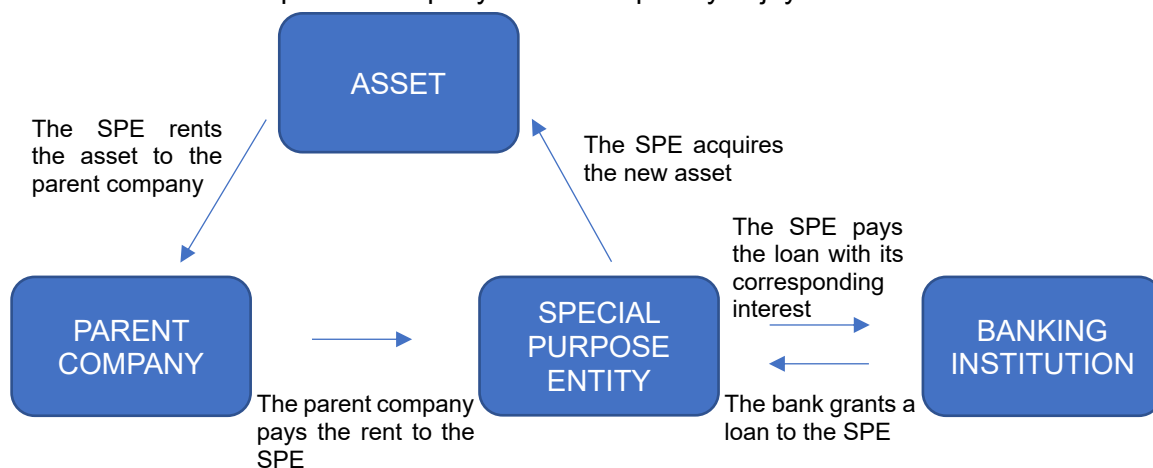 ASSET
The SPE rents
the asset to the
parent company
The SPE acquires
the new asset
The SPE pays
the loan with its
corresponding
interest
PARENT
COMPANY
SPECIAL
PURPOSE
ENTITY
BANKING
INSTITUTION
The parent company
pays the rent to the
SPE
The bank grants a
loan to the SPE